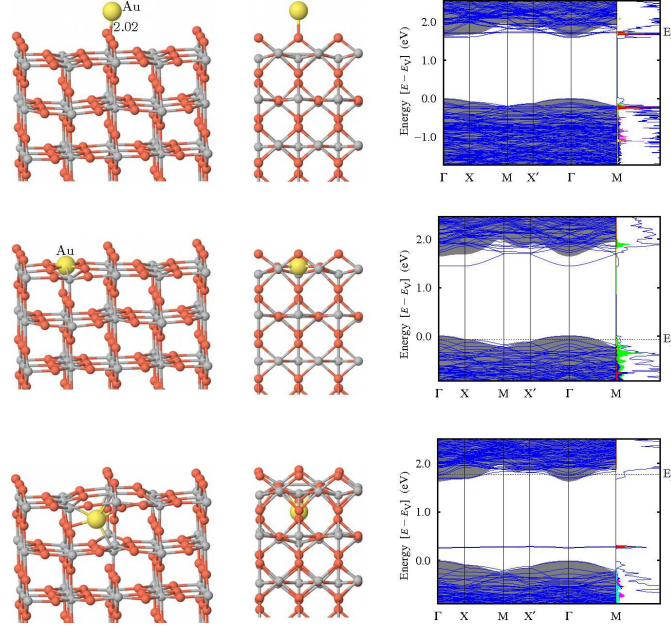 Au
2.02
Energy [E − E_V] (eV)
2.0
1.0
0.0
−1.0
Γ X M X′ Γ M
E
Au
Energy [E − E_V] (eV)
2.0
1.0
0.0
Γ X M X′ Γ M
E
Energy [E − E_V] (eV)
2.0
1.0
0.0
Γ X M X′ Γ M
E